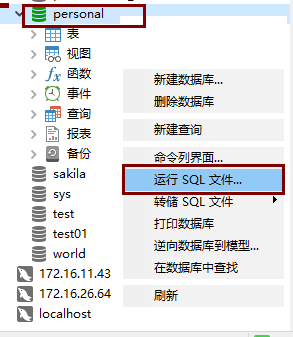 personal
表
视图
函数
事件
查询
报表
备份
sakila
sys
test
test01
world
172.16.11.43
172.16.26.64
localhost
新建数据库...
删除数据库
新建查询
命令列界面...
运行 SQL 文件...
转储 SQL 文件
打印数据库
逆向数据库到模型...
在数据库中查找
刷新